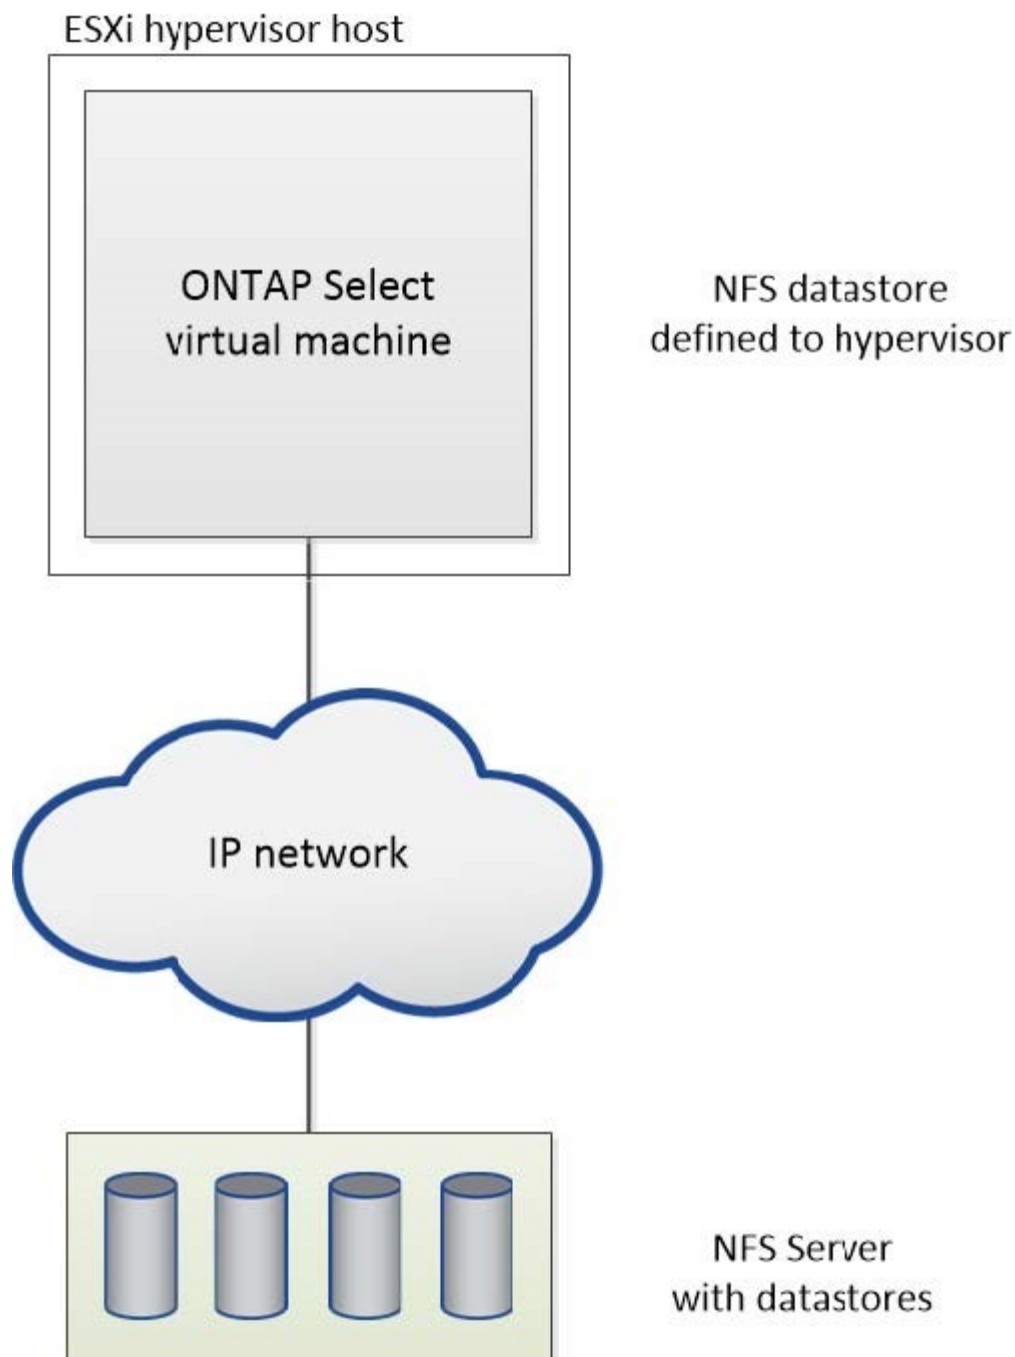 ESXi hypervisor host
ONTAP Select
virtual machine
NFS datastore
defined to hypervisor
IP network
NFS Server
with datastores